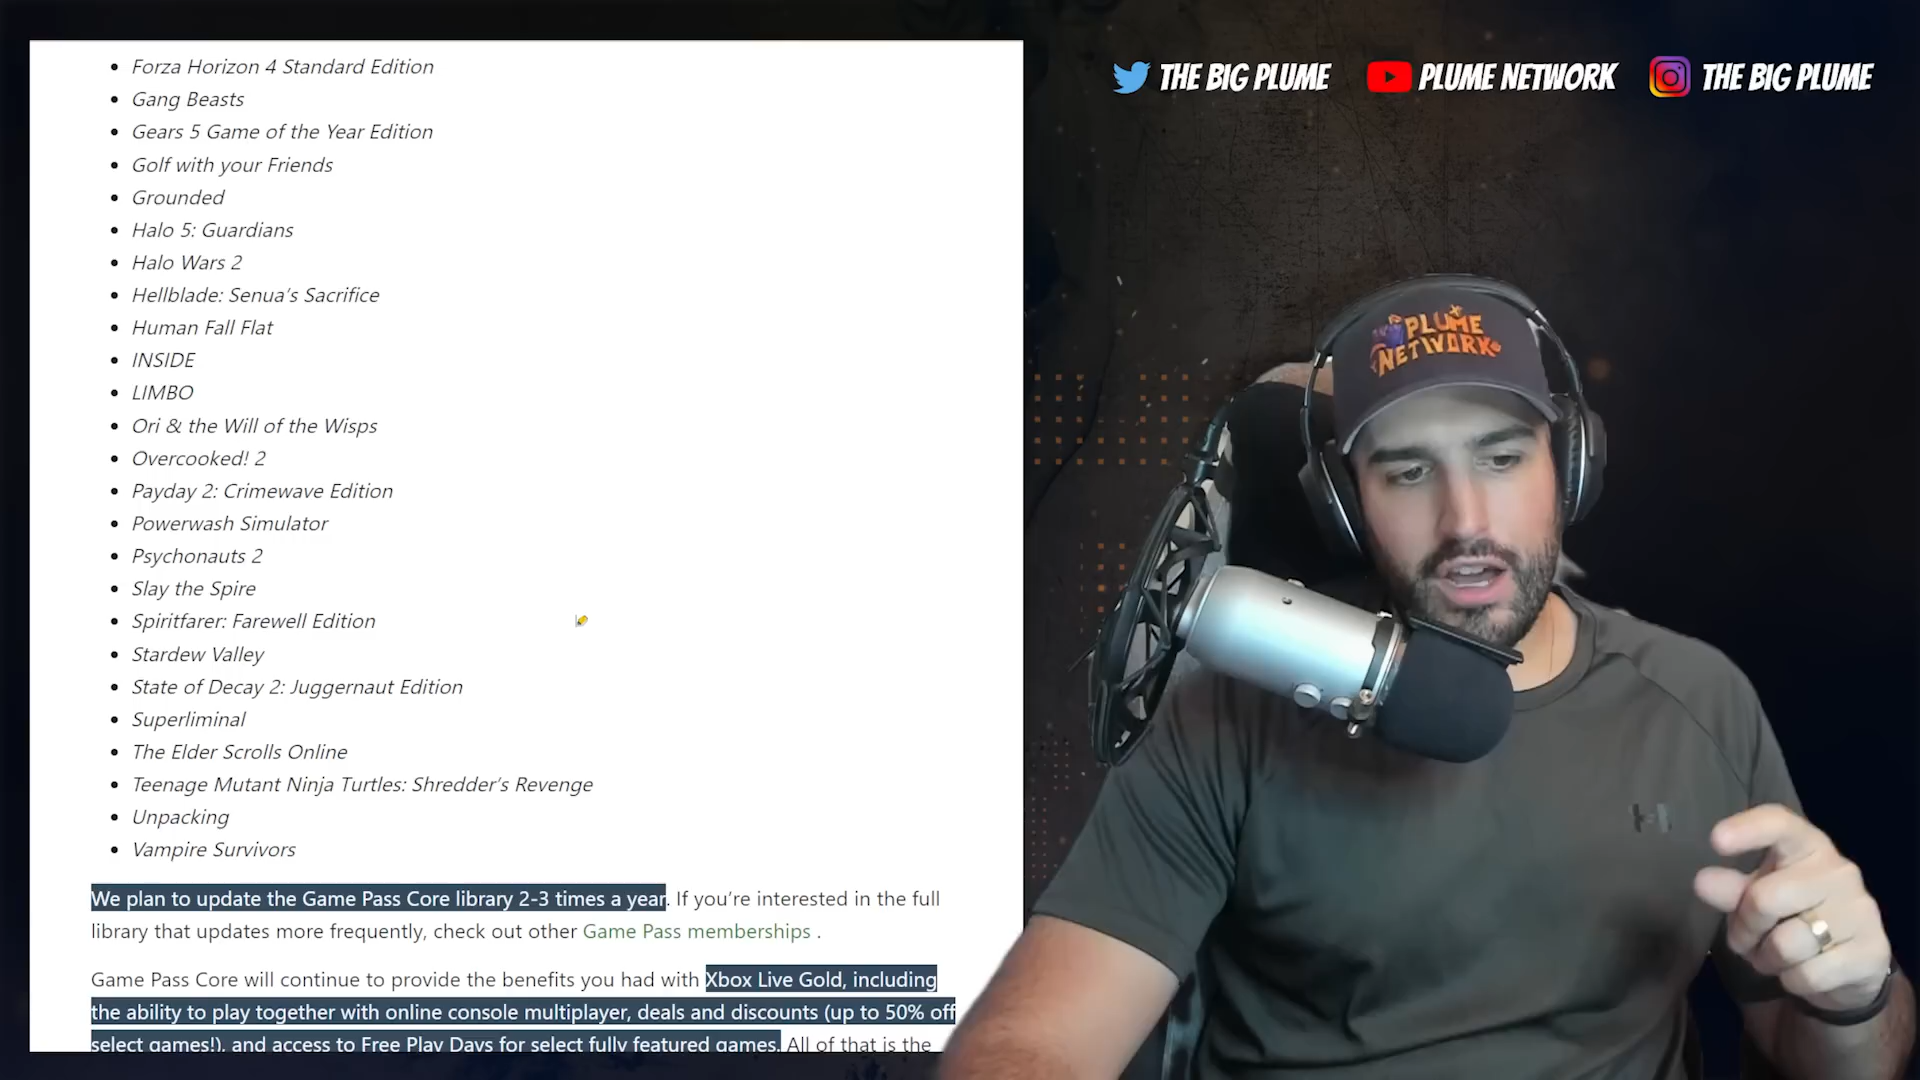 THE BIG PLUME PLUME NETWORK THE BIG PLUME
Forza Horizon 4 Standard Edition
Gang Beasts
Gears 5 Game of the Year Edition
Golf with your Friends
Grounded
Halo 5: Guardians
Halo Wars 2
Hellblade: Senua’s Sacrifice
Human Fall Flat
INSIDE
LIMBO
Ori & the Will of the Wisps
Overcooked! 2
Payday 2: Crimewave Edition
Powerwash Simulator
Psychonauts 2
Slay the Spire
Spiritfarer: Farewell Edition
Stardew Valley
State of Decay 2: Juggernaut Edition
Superliminal
The Elder Scrolls Online
Teenage Mutant Ninja Turtles: Shredder’s Revenge
Unpacking
Vampire Survivors
We plan to update the Game Pass Core library 2-3 times a year. If you’re interested in the full
library that updates more frequently, check out other Game Pass memberships .
Game Pass Core will continue to provide the benefits you had with Xbox Live Gold, including
the ability to play together with online console multiplayer, deals and discounts (up to 50% off
select games!), and access to Free Play Days for select fully featured games. All of that is the
PLUME
NETWORK